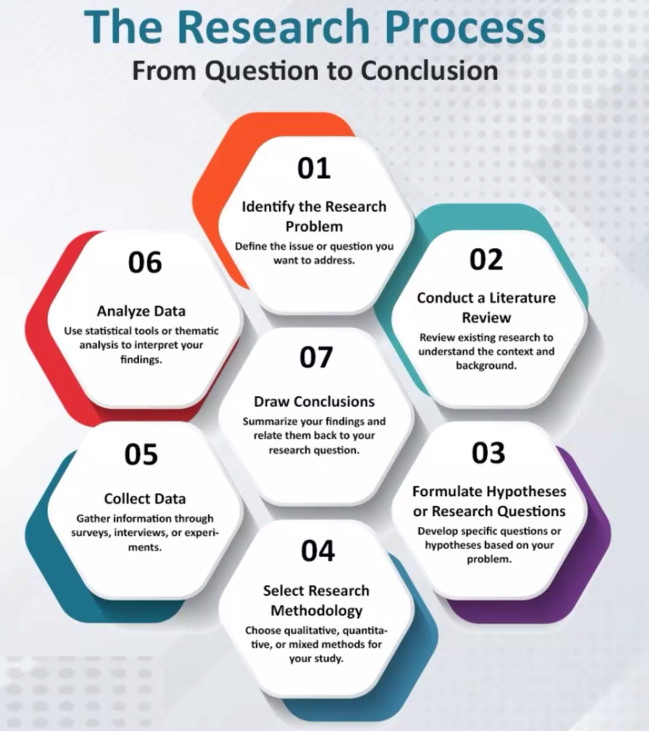 The Research Process
From Question to Conclusion
01
Identify the Research
Problem
Define the issue or question you
want to address.
02
Conduct a Literature
Review
Review existing research to
understand the context and
background.
03
Formulate Hypotheses
or Research Questions
Develop specific questions or
hypotheses based on your
problem.
04
Select Research
Methodology
Choose qualitative, quantita-
tive, or mixed methods for
your study.
05
Collect Data
Gather information through
surveys, interviews, or experi-
ments.
06
Analyze Data
Use statistical tools or thematic
analysis to interpret your
findings.
07
Draw Conclusions
Summarize your findings and
relate them back to your
research question.